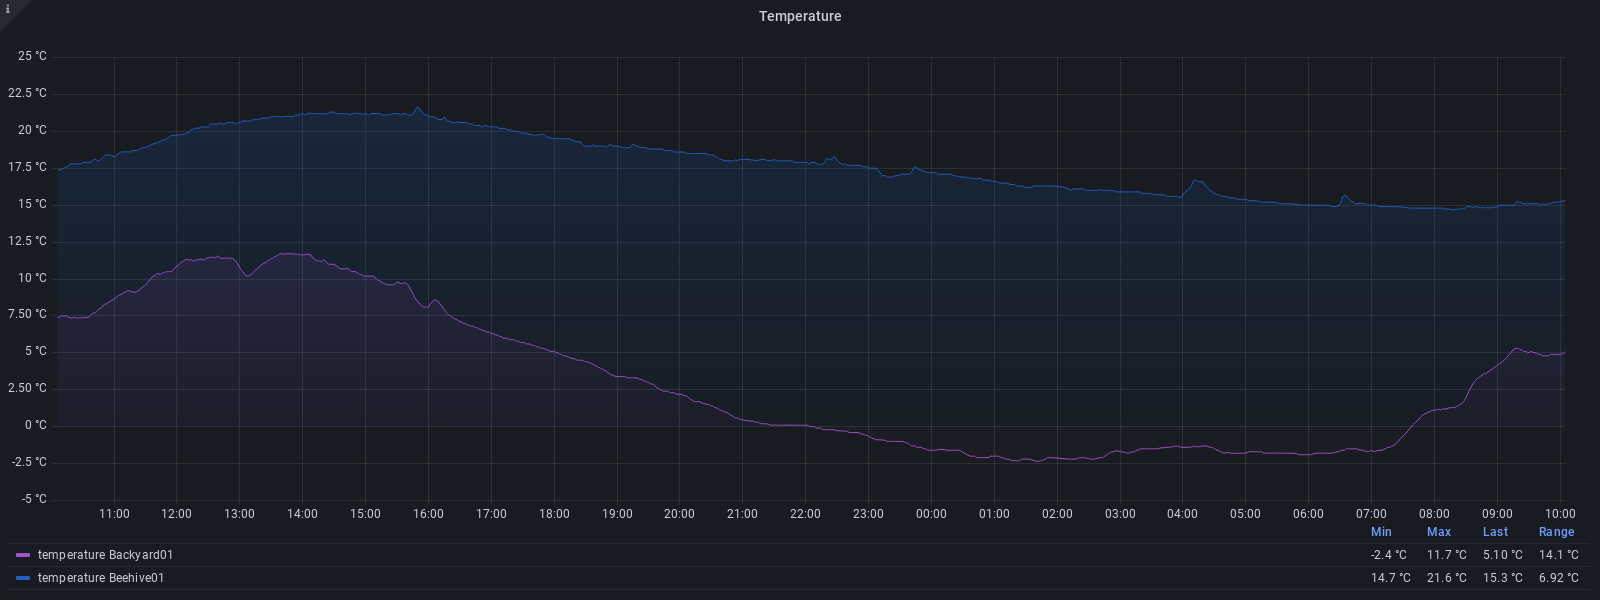 i
Temperature
25 °C
22.5 °C
20 °C
17.5 °C
15 °C
12.5 °C
10 °C
7.50 °C
5 °C
2.50 °C
0 °C
-2.5 °C
-5 °C
11:00 12:00 13:00 14:00 15:00 16:00 17:00 18:00 19:00 20:00 21:00 22:00 23:00 00:00 01:00 02:00 03:00 04:00 05:00 06:00 07:00 08:00 09:00 10:00
Min Max Last Range
temperature Backyard01 -2.4 °C 11.7 °C 5.10 °C 14.1 °C
temperature Beehive01 14.7 °C 21.6 °C 15.3 °C 6.92 °C